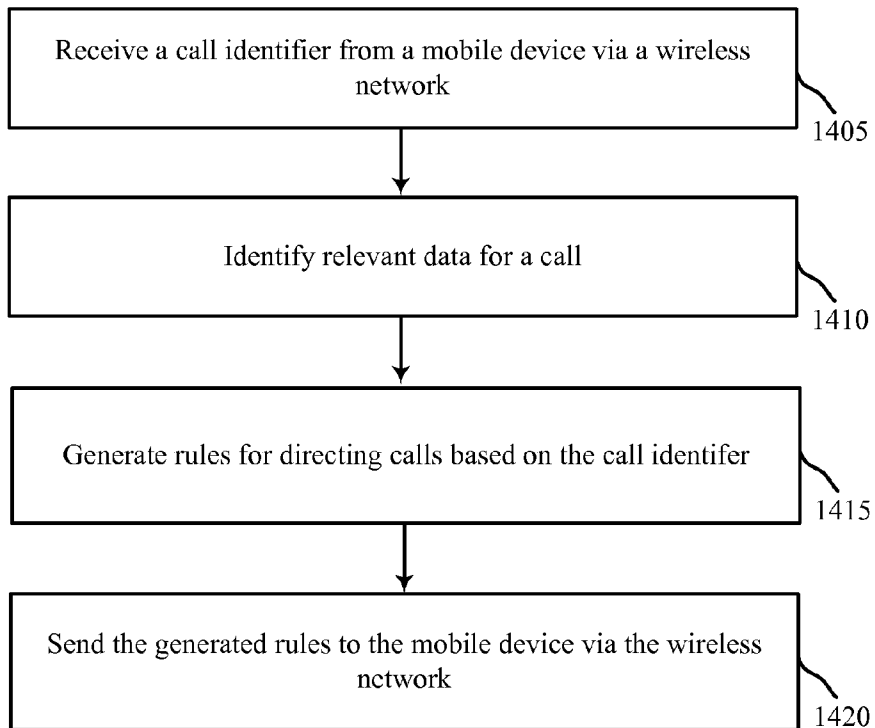 Receive a call identifier from a mobile device via a wireless
network
1405
Identify relevant data for a call
1410
Generate rules for directing calls based on the call identifer
1415
Send the generated rules to the mobile device via the wireless
network
1420